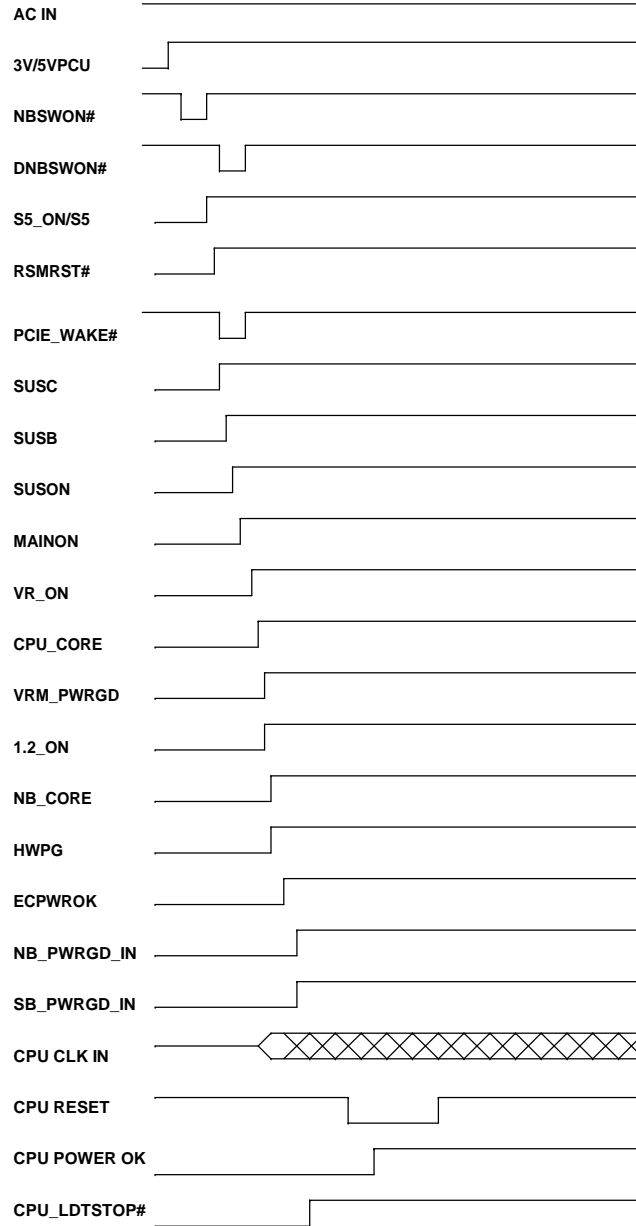 AC IN
3V/5VPCU
NBSWON#
DNBSWON#
S5_ON/S5
RSMRST#
PCIE_WAKE#
SUSC
SUSB
SUSON
MAINON
VR_ON
CPU_CORE
VRM_PWRGD
1.2_ON
NB_CORE
HWPG
ECPWROK
NB_PWRGD_IN
SB_PWRGD_IN
CPU CLK IN
CPU RESET
CPU POWER OK
CPU_LDTSTOP#